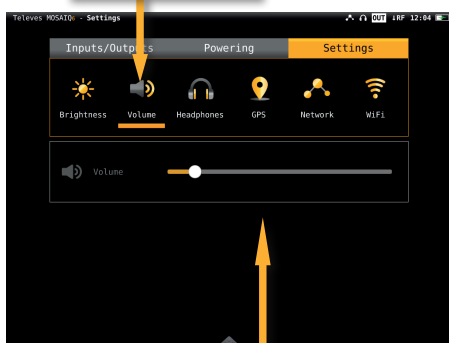 Televes MOSAIQ6 - Settings OUT ↓RF 12:04
Inputs/Outputs Powering Settings
Brightness Volume Headphones GPS Network WiFi
Volume